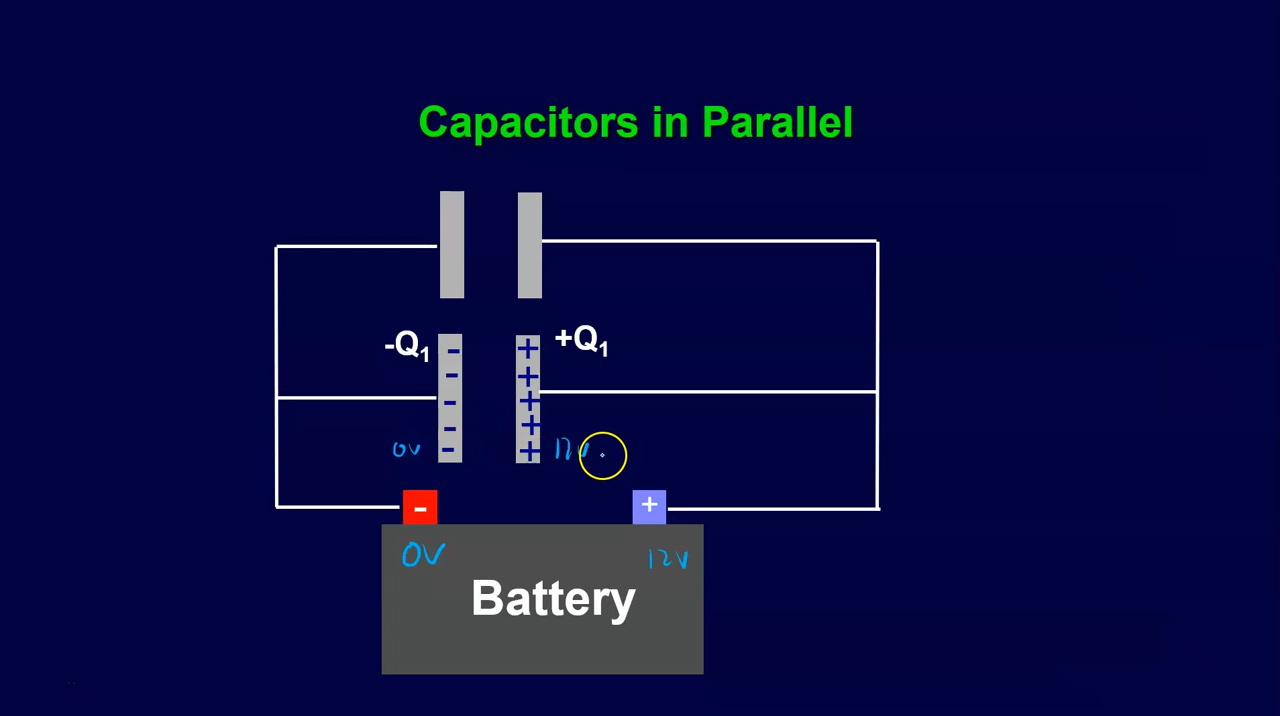 Capacitors in Parallel
-Q1 +Q1
- +
- +
- +
- +
0V - + 12V
- +
0V 12V
Battery